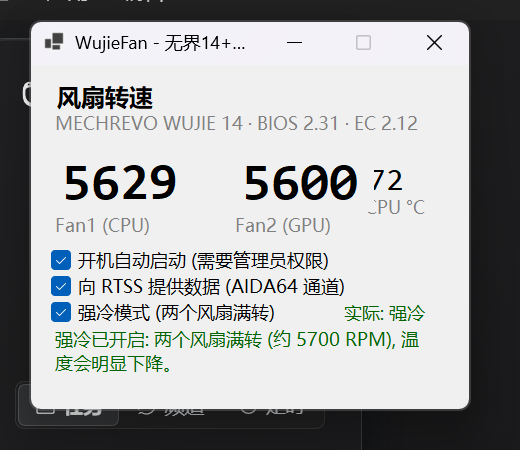 WujieFan - 无界14+...
风扇转速
MECHREVO WUJIE 14 · BIOS 2.31 · EC 2.12
5629 5600 72
Fan1 (CPU) Fan2 (GPU) CPU °C
开机自动启动 (需要管理员权限)
向 RTSS 提供数据 (AIDA64 通道)
强冷模式 (两个风扇满转) 实际: 强冷
强冷已开启: 两个风扇满转 (约 5700 RPM), 温
度会明显下降。